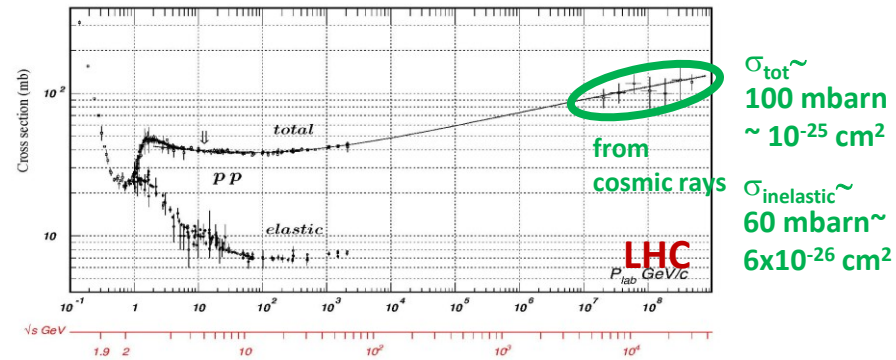 Cross section (mb)
10²
10
total
p p
elastic
⇓
from
cosmic rays
LHC
P_lab GeV/c
10⁻¹ 1 10 10² 10³ 10⁴ 10⁵ 10⁶ 10⁷ 10⁸
√s GeV
1.9 2 10 10² 10³ 10⁴
σ_tot~
100 mbarn
~ 10⁻²⁵ cm²
σ_inelastic~
60 mbarn~
6x10⁻²⁶ cm²